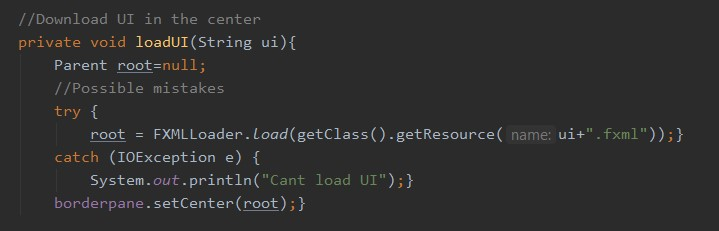 //Download UI in the center
private void loadUI(String ui){
Parent root=null;
//Possible mistakes
try {
root = FXMLLoader.load(getClass().getResource( name: ui+".fxml"));}
catch (IOException e) {
System.out.println("Cant load UI");}
borderpane.setCenter(root);}